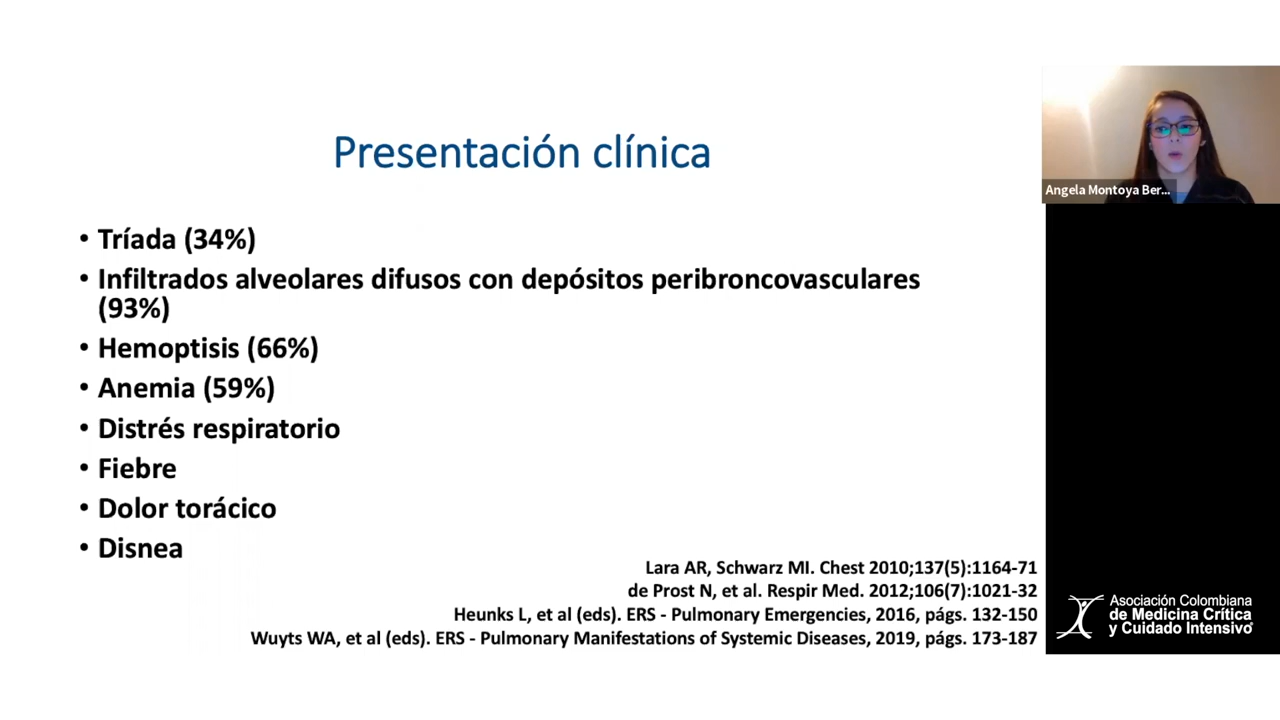 Presentación clínica
• Tríada (34%)
• Infiltrados alveolares difusos con depósitos peribroncovasculares
(93%)
• Hemoptisis (66%)
• Anemia (59%)
• Distrés respiratorio
• Fiebre
• Dolor torácico
• Disnea
Lara AR, Schwarz MI. Chest 2010;137(5):1164-71
de Prost N, et al. Respir Med. 2012;106(7):1021-32
Heunks L, et al (eds). ERS - Pulmonary Emergencies, 2016, págs. 132-150
Wuyts WA, et al (eds). ERS - Pulmonary Manifestations of Systemic Diseases, 2019, págs. 173-187
Angela Montoya Ber...
Asociación Colombiana
de Medicina Crítica
y Cuidado Intensivo